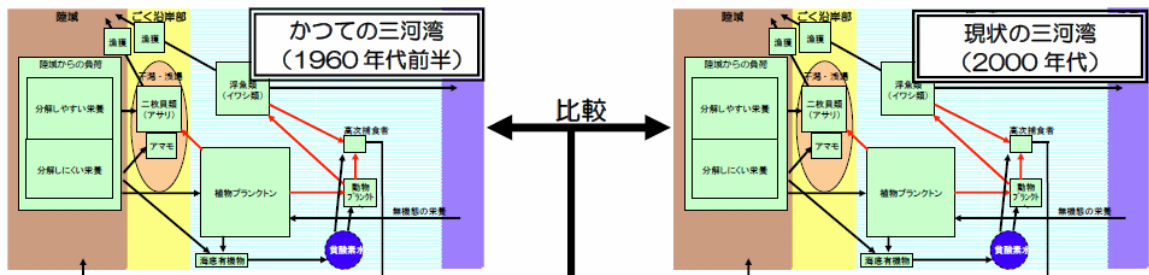 陸域
ごく沿岸部
漁獲
漁獲
かつての三河湾
（1960 年代前半）
陸域からの負荷
干潟・浅場
浮魚類
（イワシ類）
分解しやすい栄養
二枚貝類
（アサリ）
高次捕食者
アマモ
分解しにくい栄養
植物プランクトン
動物
プランクト
無機態の栄養
貧酸素水
海底有機物
比較
陸域
ごく沿岸部
漁獲
漁獲
現状の三河湾
（2000 年代）
陸域からの負荷
干潟・浅場
浮魚類
（イワシ類）
分解しやすい栄養
二枚貝類
（アサリ）
高次捕食者
アマモ
分解しにくい栄養
植物プランクトン
動物
プランクト
無機態の栄養
貧酸素水
海底有機物